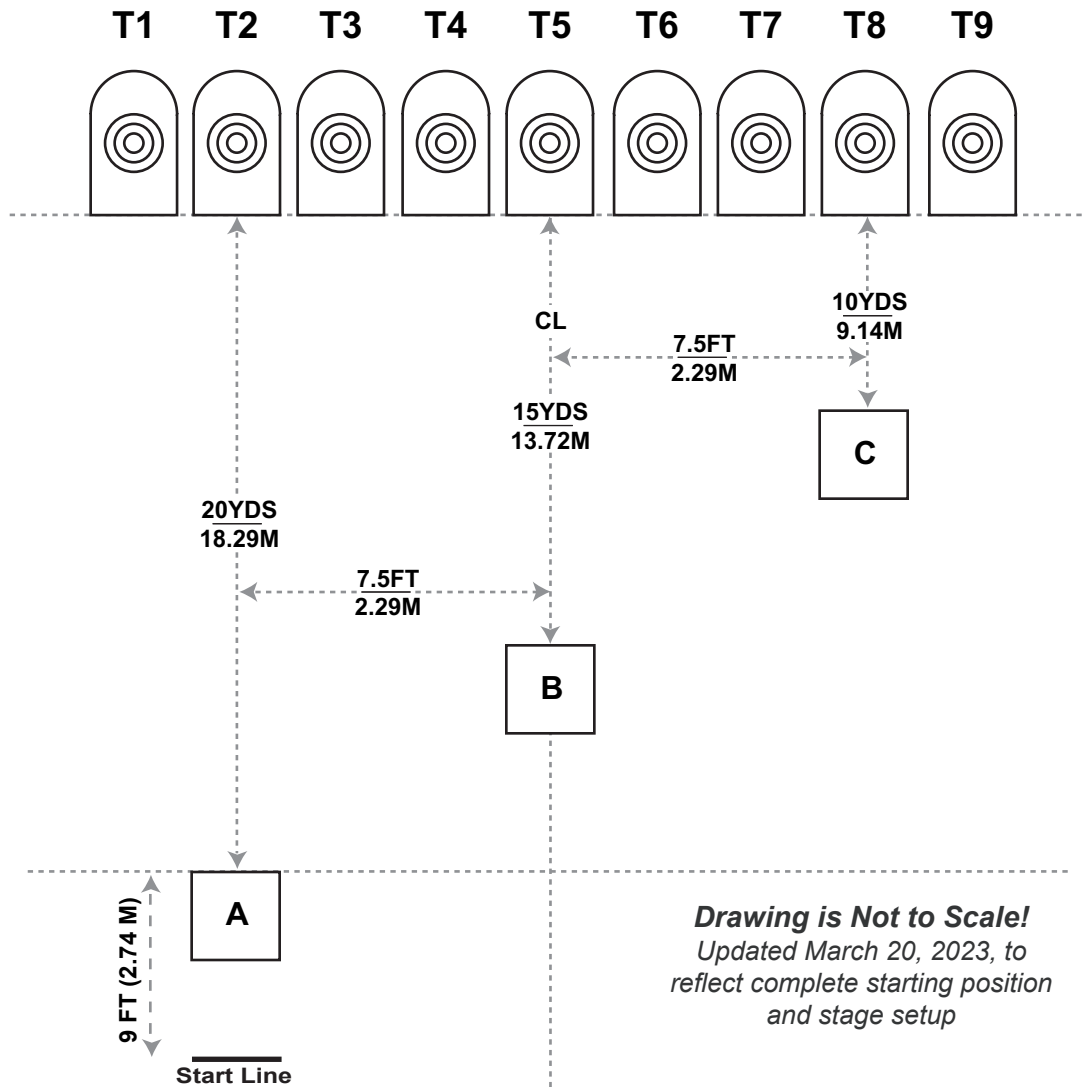 T1 T2 T3 T4 T5 T6 T7 T8 T9
10YDS
9.14M
CL
7.5FT
2.29M
15YDS
13.72M
C
20YDS
18.29M
7.5FT
2.29M
B
A
9 FT (2.74 M)
Start Line
Drawing is Not to Scale!
Updated March 20, 2023, to
reflect complete starting position
and stage setup